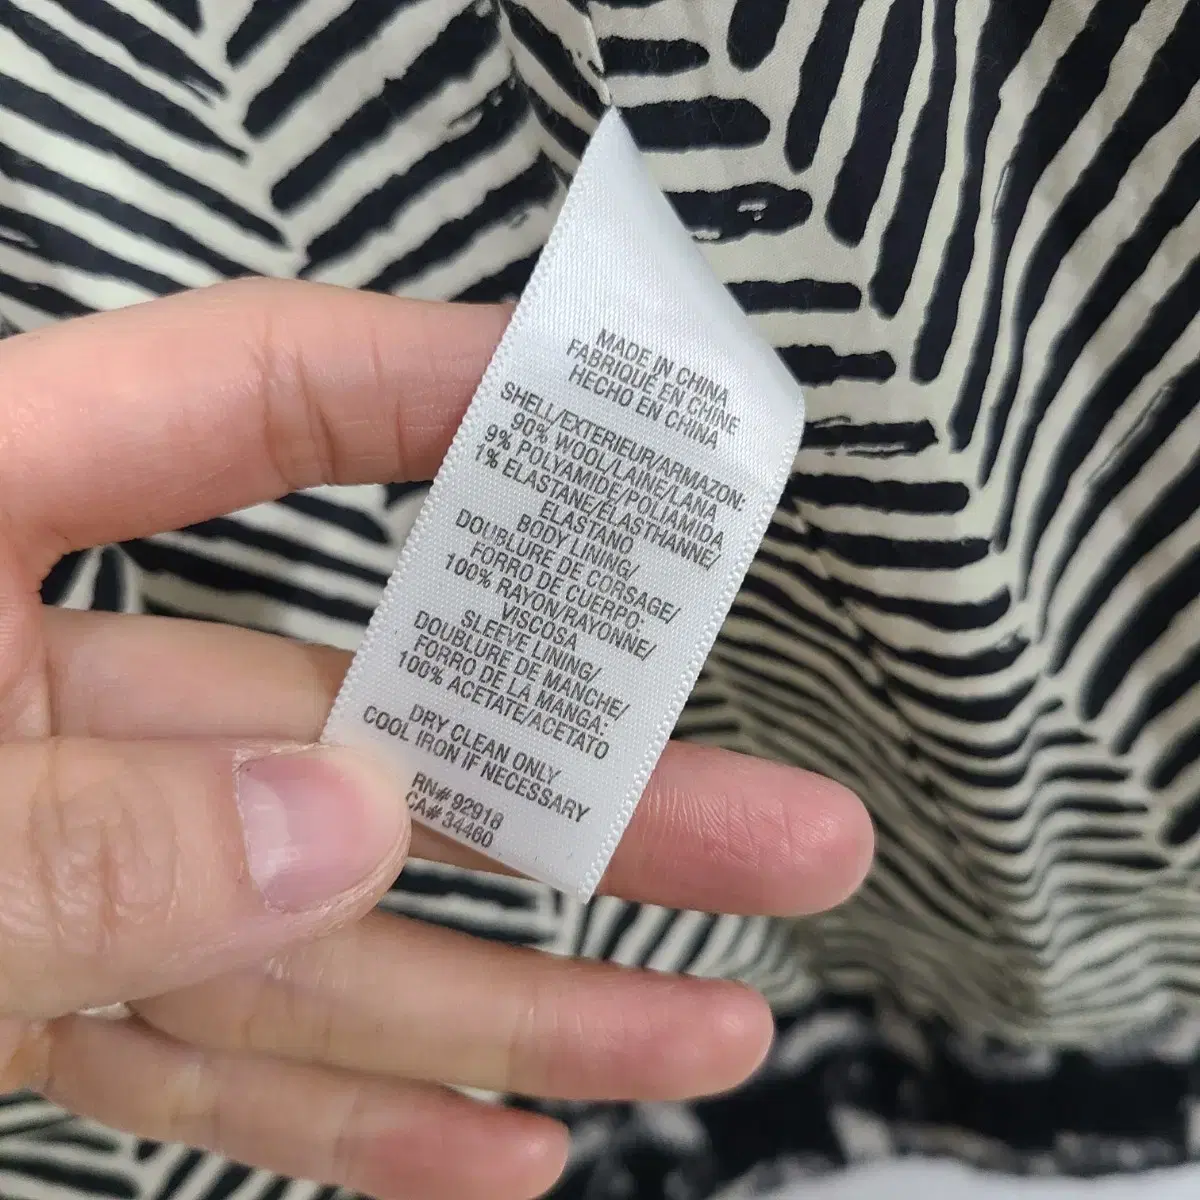 MADE IN CHINA
FABRIQUÉ EN CHINE
HECHO EN CHINA
SHELL/EXTERIEUR/ARMAZON:
90% WOOL/LAINE/LANA
9% POLYAMIDE/POLIAMIDA
1% ELASTANE/ÉLASTHANNE/
ELASTANO
BODY LINING/
DOUBLURE DE CORSAGE/
FORRO DE CUERPO:
100% RAYON/RAYONNE/
VISCOSA
SLEEVE LINING/
DOUBLURE DE MANCHE/
FORRO DE LA MANGA:
100% ACETATE/ACETATO
DRY CLEAN ONLY
COOL IRON IF NECESSARY
RN# 92918
CA# 34460